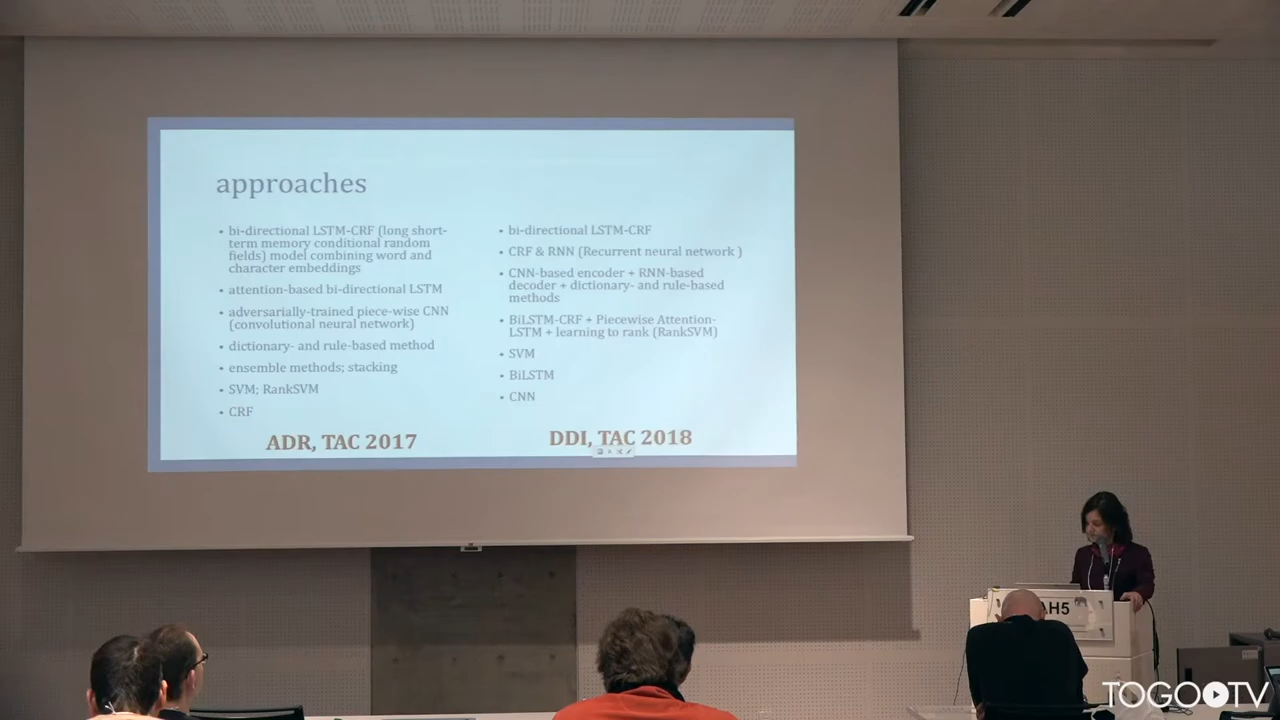 approaches
• bi-directional LSTM-CRF (long short-
term memory conditional random
fields) model combining word and
character embeddings
• attention-based bi-directional LSTM
• adversarially-trained piece-wise CNN
(convolutional neural network)
• dictionary- and rule-based method
• ensemble methods; stacking
• SVM; RankSVM
• CRF
ADR, TAC 2017
• bi-directional LSTM-CRF
• CRF & RNN (Recurrent neural network )
• CNN-based encoder + RNN-based
decoder + dictionary- and rule-based
methods
• BiLSTM-CRF + Piecewise Attention-
LSTM + learning to rank (RankSVM)
• SVM
• BiLSTM
• CNN
DDI, TAC 2018
AH5
TOGO TV